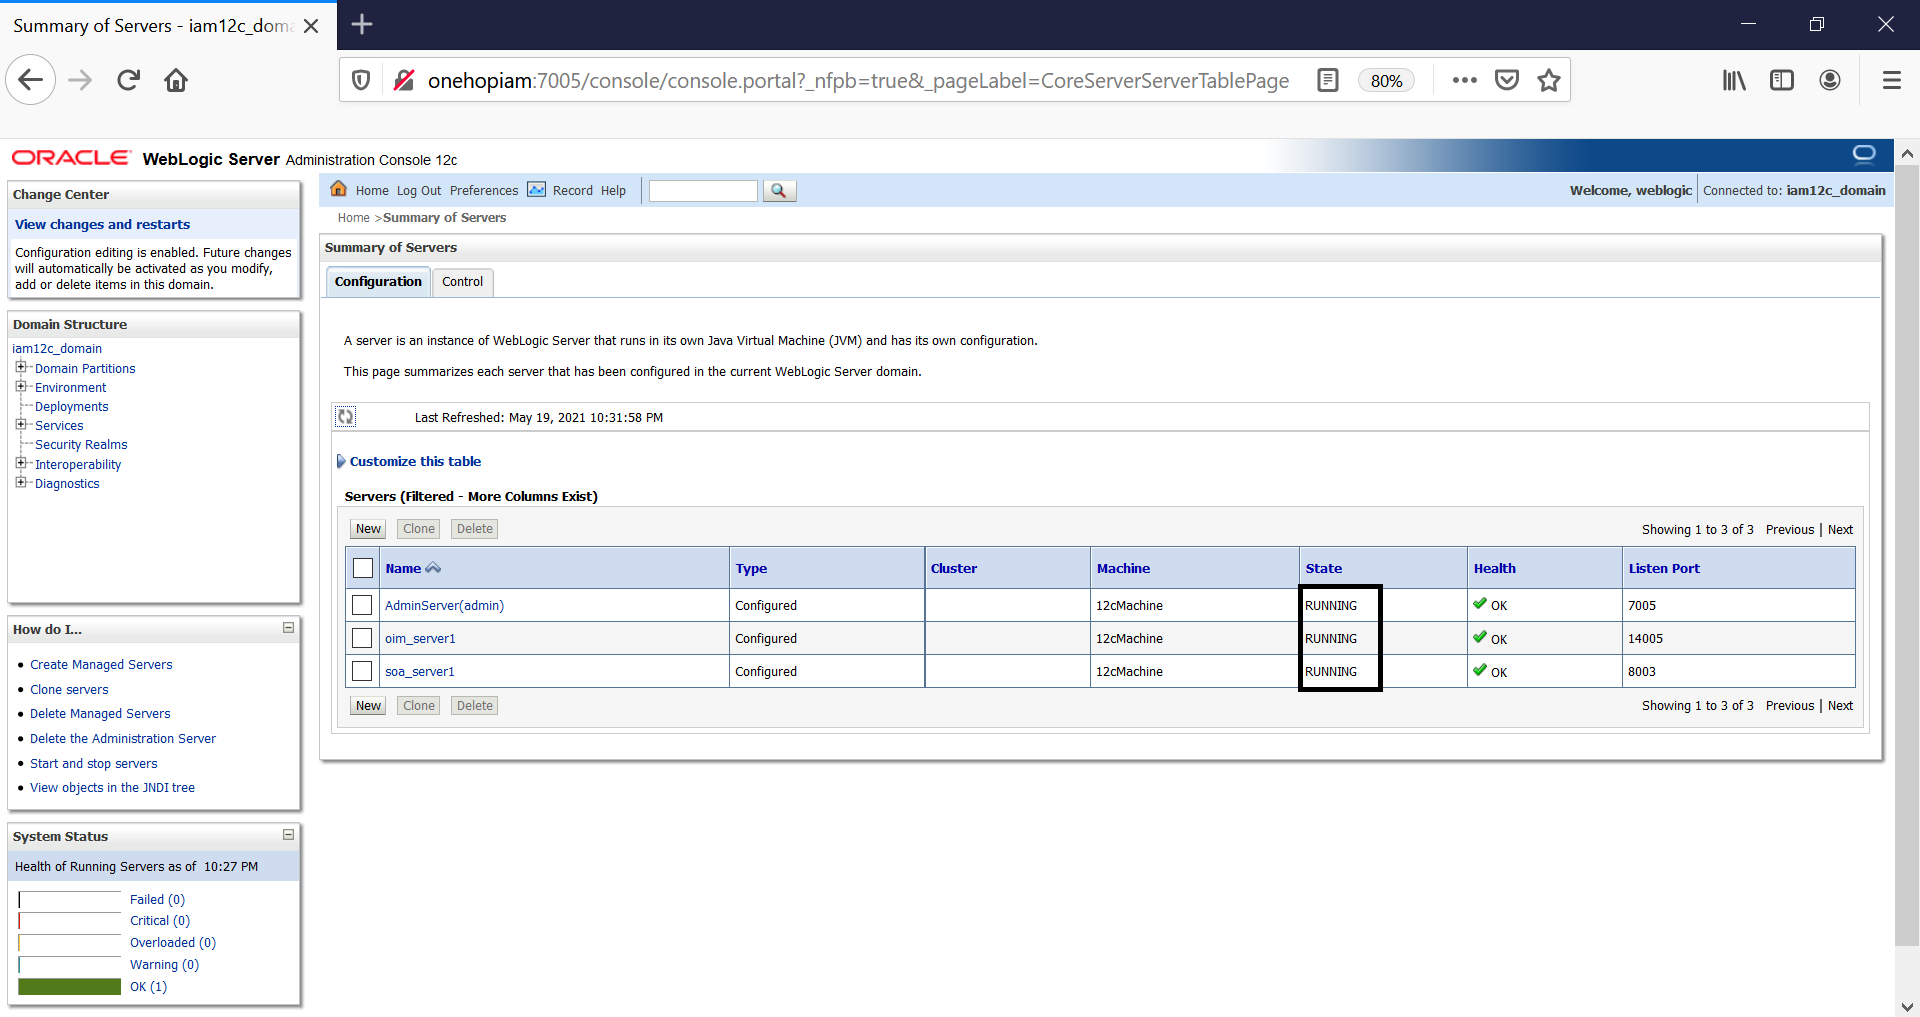 Summary of Servers - iam12c_doma
onehopiam:7005/console/console.portal?_nfpb=true&_pageLabel=CoreServerServerTablePage
80%
ORACLE WebLogic Server Administration Console 12c
Change Center
View changes and restarts
Configuration editing is enabled. Future changes
will automatically be activated as you modify,
add or delete items in this domain.
Domain Structure
iam12c_domain
Domain Partitions
Environment
Deployments
Services
Security Realms
Interoperability
Diagnostics
How do I...
Create Managed Servers
Clone servers
Delete Managed Servers
Delete the Administration Server
Start and stop servers
View objects in the JNDI tree
System Status
Health of Running Servers as of 10:27 PM
Failed (0)
Critical (0)
Overloaded (0)
Warning (0)
OK (1)
Home Log Out Preferences Record Help
Welcome, weblogic Connected to: iam12c_domain
Home >Summary of Servers
Summary of Servers
Configuration Control
A server is an instance of WebLogic Server that runs in its own Java Virtual Machine (JVM) and has its own configuration.
This page summarizes each server that has been configured in the current WebLogic Server domain.
Last Refreshed: May 19, 2021 10:31:58 PM
Customize this table
Servers (Filtered - More Columns Exist)
New Clone Delete Showing 1 to 3 of 3 Previous | Next
Name Type Cluster Machine State Health Listen Port
AdminServer(admin) Configured 12cMachine RUNNING OK 7005
oim_server1 Configured 12cMachine RUNNING OK 14005
soa_server1 Configured 12cMachine RUNNING OK 8003
New Clone Delete Showing 1 to 3 of 3 Previous | Next